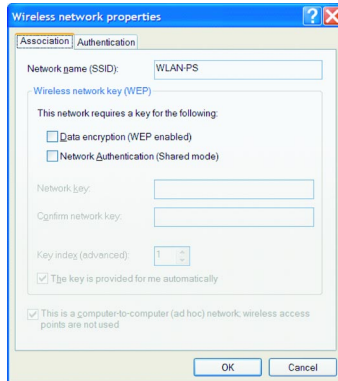 Wireless network properties
Association Authentication
Network name (SSID): WLAN-PS
Wireless network key (WEP)
This network requires a key for the following:
Data encryption (WEP enabled)
Network Authentication (Shared mode)
Network key:
Confirm network key:
Key index (advanced): 1
The key is provided for me automatically
This is a computer-to-computer (ad hoc) network; wireless access
points are not used
OK Cancel